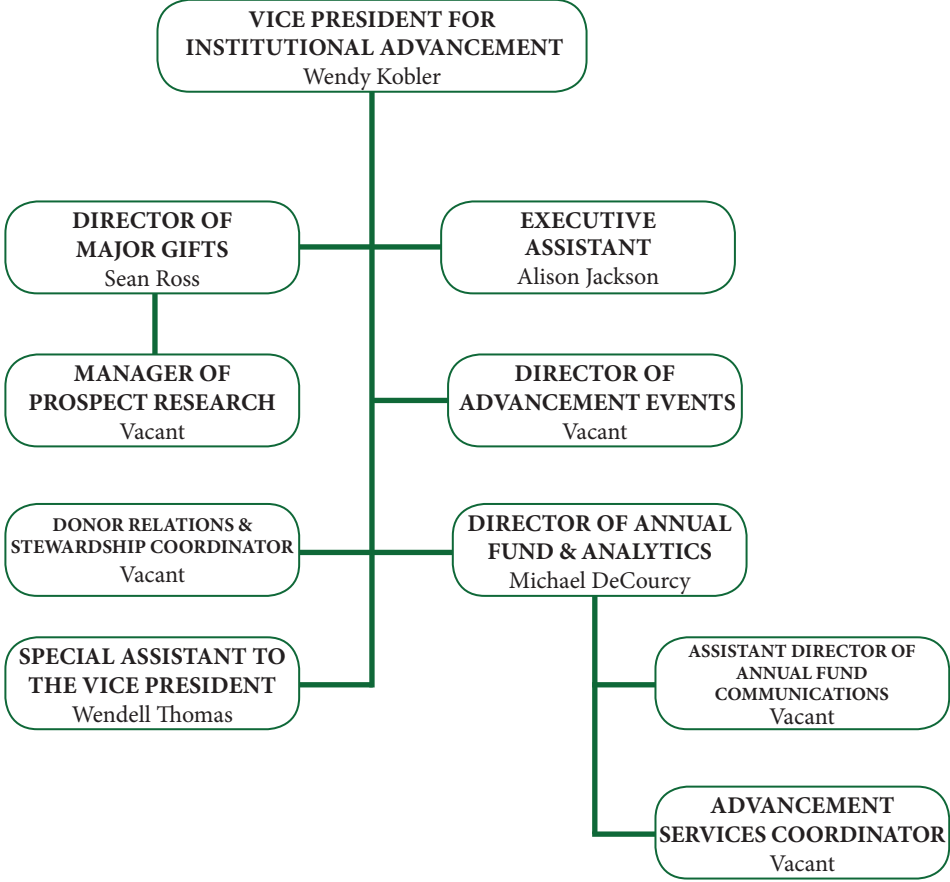 VICE PRESIDENT FOR
INSTITUTIONAL ADVANCEMENT
Wendy Kobler
DIRECTOR OF
MAJOR GIFTS
Sean Ross
EXECUTIVE
ASSISTANT
Alison Jackson
MANAGER OF
PROSPECT RESEARCH
Vacant
DIRECTOR OF
ADVANCEMENT EVENTS
Vacant
DONOR RELATIONS &
STEWARDSHIP COORDINATOR
Vacant
DIRECTOR OF ANNUAL
FUND & ANALYTICS
Michael DeCourcy
SPECIAL ASSISTANT TO
THE VICE PRESIDENT
Wendell Thomas
ASSISTANT DIRECTOR OF
ANNUAL FUND
COMMUNICATIONS
Vacant
ADVANCEMENT
SERVICES COORDINATOR
Vacant